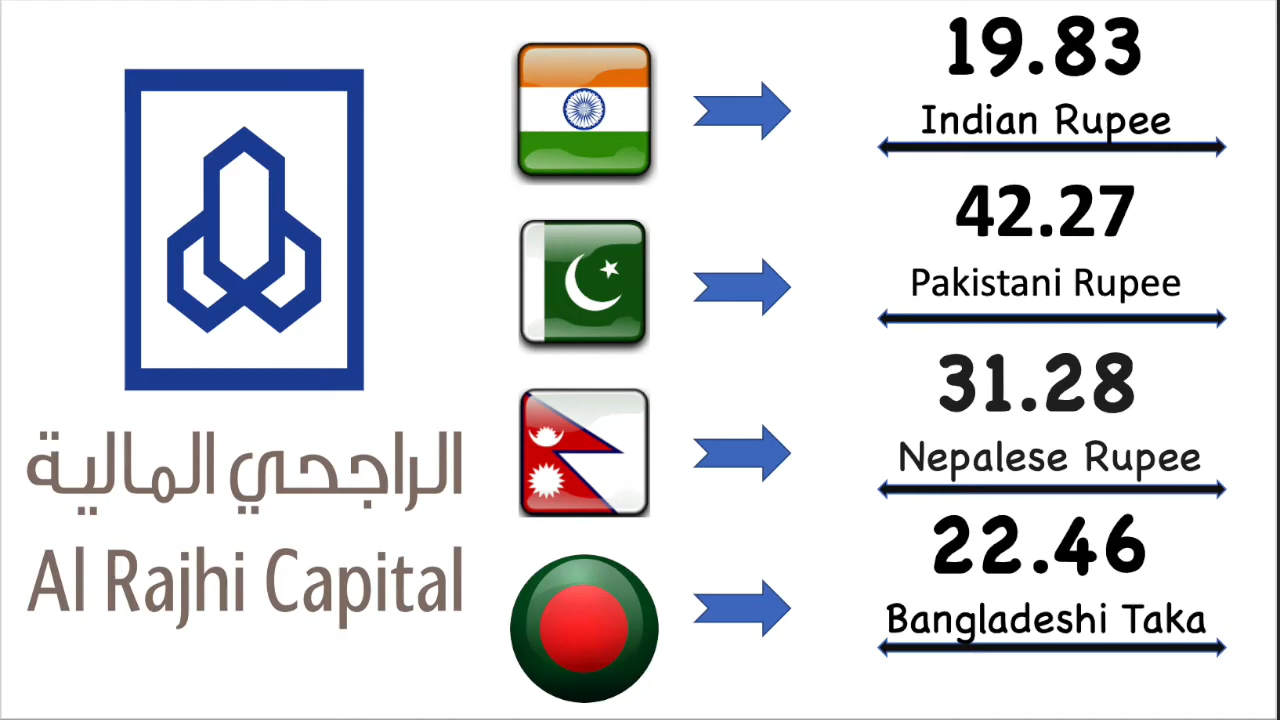 الراجحي المالية
Al Rajhi Capital
19.83
Indian Rupee
42.27
Pakistani Rupee
31.28
Nepalese Rupee
22.46
Bangladeshi Taka